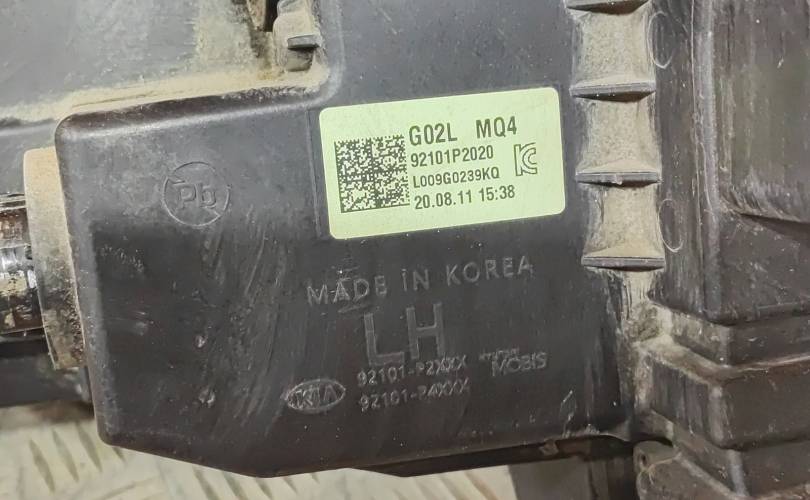 G02L MQ4
92101P2020
L009G0239KQ
20.08.11 15:38
Pb
MADE IN KOREA
LH
92101-P2XXX
MOBIS
KIA
92101-P4XXX